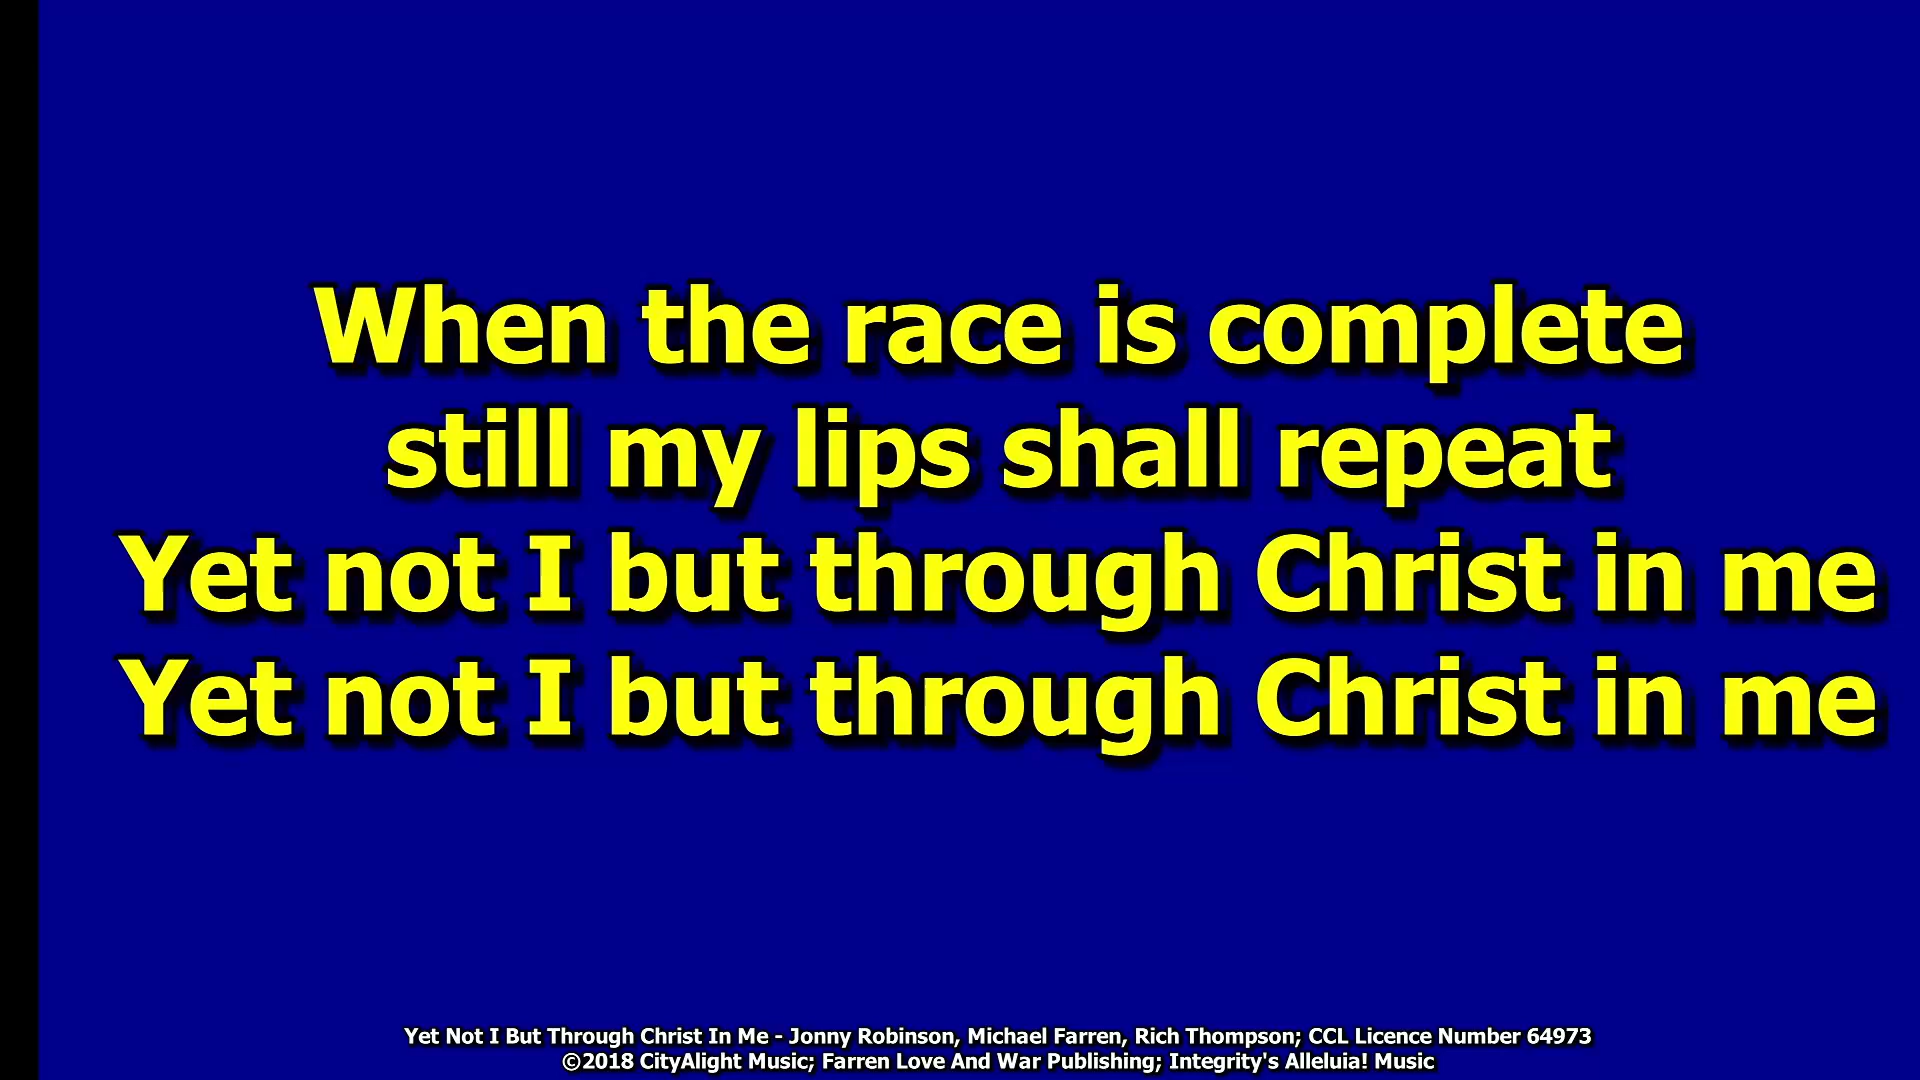 When the race is complete
still my lips shall repeat
Yet not I but through Christ in me
Yet not I but through Christ in me
Yet Not I But Through Christ In Me - Jonny Robinson, Michael Farren, Rich Thompson; CCL Licence Number 64973
©2018 CityAlight Music; Farren Love And War Publishing; Integrity's Alleluia! Music